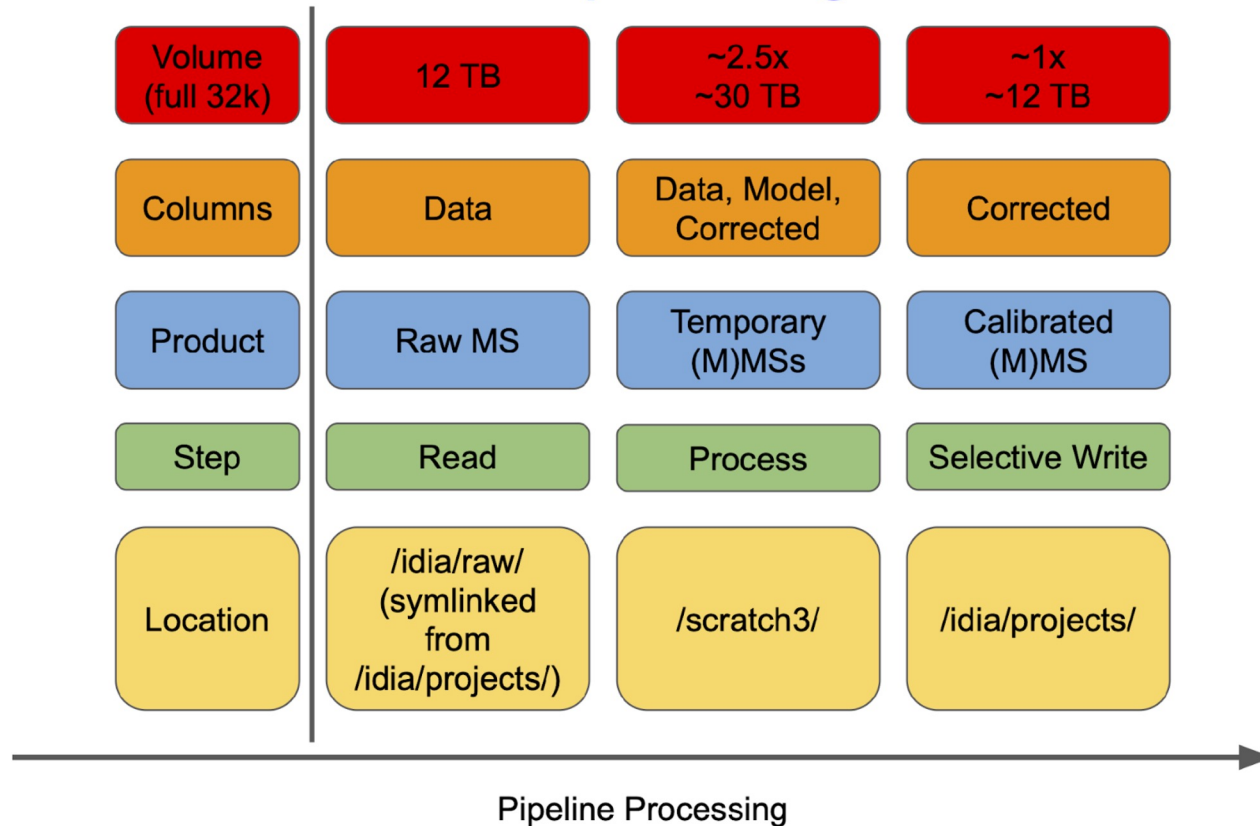 Volume
(full 32k)
12 TB
~2.5x
~30 TB
~1x
~12 TB
Columns
Data
Data, Model,
Corrected
Corrected
Product
Raw MS
Temporary
(M)MSs
Calibrated
(M)MS
Step
Read
Process
Selective Write
Location
/idia/raw/
(symlinked
from
/idia/projects/)
/scratch3/
/idia/projects/
Pipeline Processing